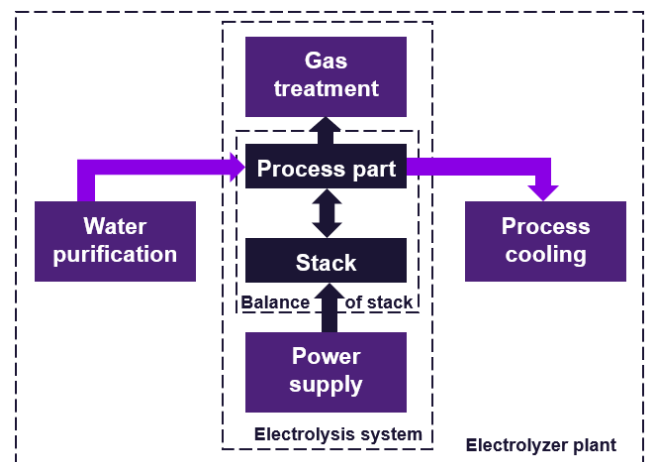 Gas
treatment
Process part
Water
purification
Process
cooling
Stack
Balance of stack
Power
supply
Electrolysis system
Electrolyzer plant